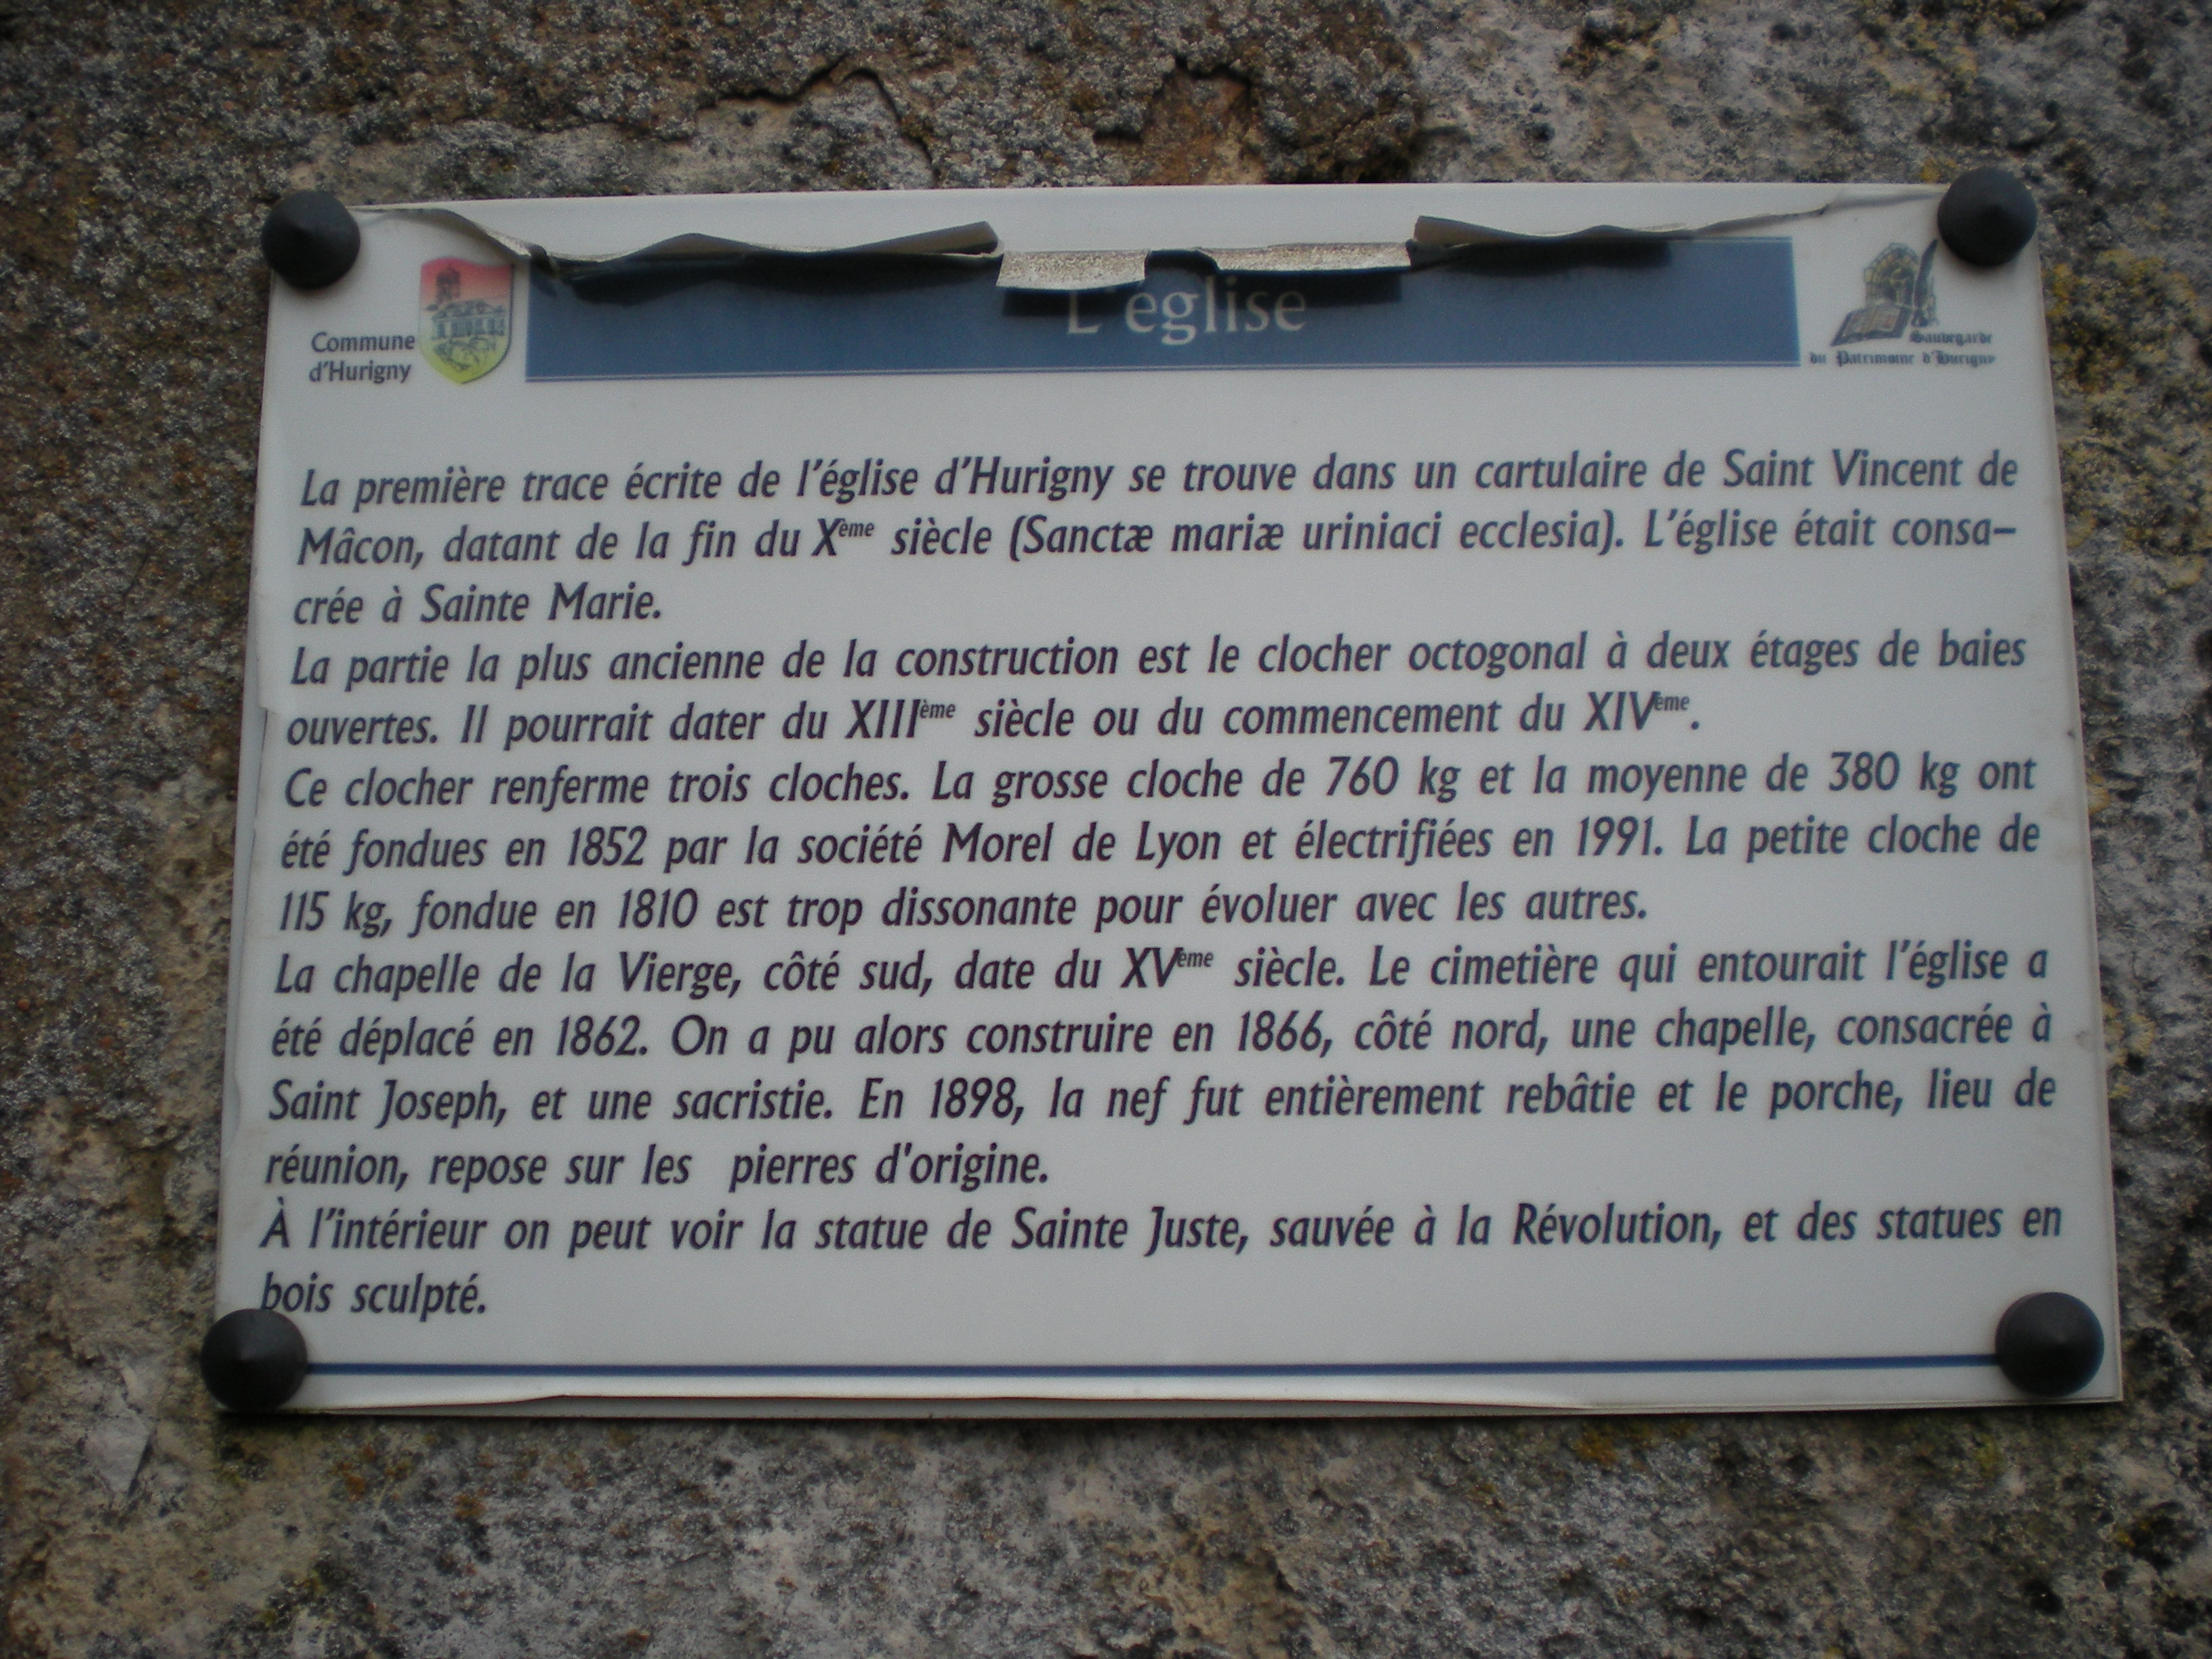 L'église
Commune
d'Hurigny
Sauvegarde
du Patrimoine d'Hurigny
La première trace écrite de l'église d'Hurigny se trouve dans un cartulaire de Saint Vincent de
Mâcon, datant de la fin du Xème siècle (Sanctæ mariæ uriniaci ecclesia). L'église était consa-
crée à Sainte Marie.
La partie la plus ancienne de la construction est le clocher octogonal à deux étages de baies
ouvertes. Il pourrait dater du XIIIème siècle ou du commencement du XIVème.
Ce clocher renferme trois cloches. La grosse cloche de 760 kg et la moyenne de 380 kg ont
été fondues en 1852 par la société Morel de Lyon et électrifiées en 1991. La petite cloche de
115 kg, fondue en 1810 est trop dissonante pour évoluer avec les autres.
La chapelle de la Vierge, côté sud, date du XVème siècle. Le cimetière qui entourait l'église a
été déplacé en 1862. On a pu alors construire en 1866, côté nord, une chapelle, consacrée à
Saint Joseph, et une sacristie. En 1898, la nef fut entièrement rebâtie et le porche, lieu de
réunion, repose sur les pierres d'origine.
À l'intérieur on peut voir la statue de Sainte Juste, sauvée à la Révolution, et des statues en
bois sculpté.